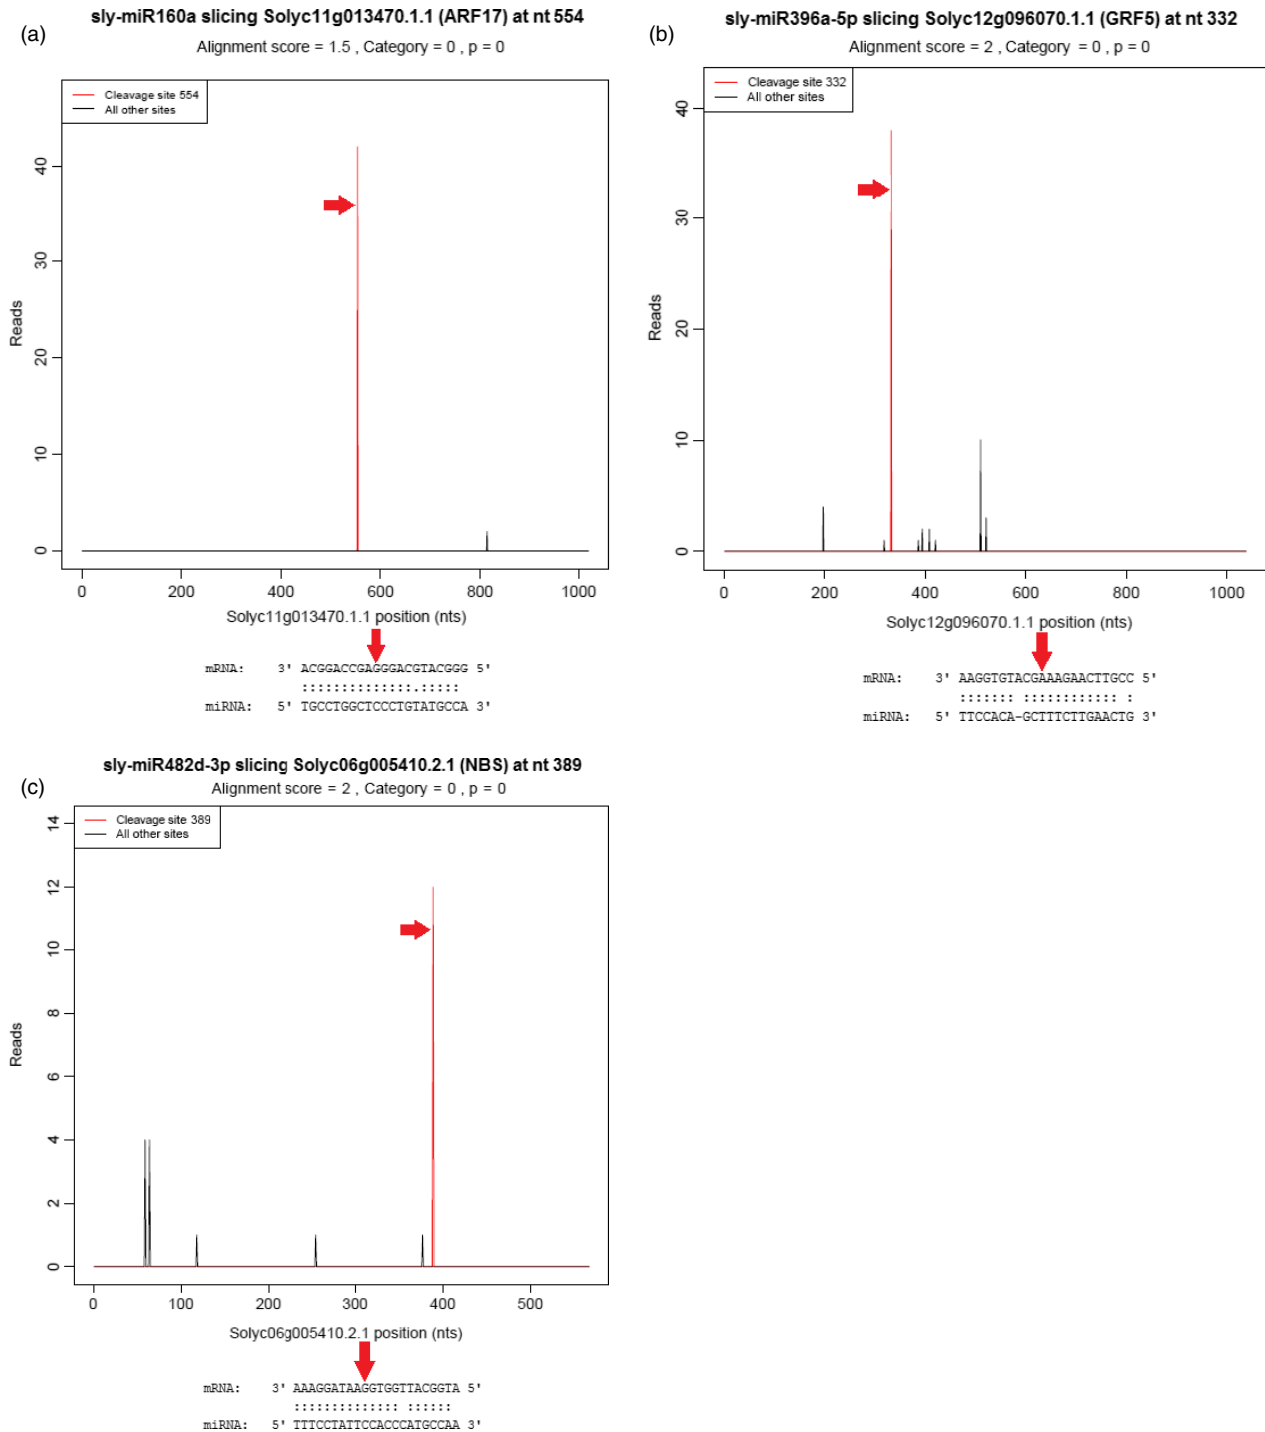 (a)
sly-miR160a slicing Solyc11g013470.1.1 (ARF17) at nt 554
Alignment score = 1.5 , Category = 0 , p = 0
Cleavage site 554
All other sites
Reads
40
30
20
10
0
0 200 400 600 800 1000
Solyc11g013470.1.1 position (nts)
mRNA: 3' ACGGACCGAGGGACGTACGGG 5'
::::::::::::::.:::::
miRNA: 5' TGCCTGGCTCCCTGTATGCCA 3'
(b)
sly-miR396a-5p slicing Solyc12g096070.1.1 (GRF5) at nt 332
Alignment score = 2 , Category = 0 , p = 0
Cleavage site 332
All other sites
Reads
40
30
20
10
0
0 200 400 600 800 1000
Solyc12g096070.1.1 position (nts)
mRNA: 3' AAGGTGTACGAAAGAACTTGCC 5'
::::::: :::::::::::: :
miRNA: 5' TTCCACA-GCTTTCTTGAACTG 3'
(c)
sly-miR482d-3p slicing Solyc06g005410.2.1 (NBS) at nt 389
Alignment score = 2 , Category = 0 , p = 0
Cleavage site 389
All other sites
Reads
14
12
10
8
6
4
2
0
0 100 200 300 400 500
Solyc06g005410.2.1 position (nts)
mRNA: 3' AAAGGATAAGGTGGTTACGGTA 5'
:::::::::::::: ::::::
miRNA: 5' TTTCCTATTCCACCCATGCCAA 3'